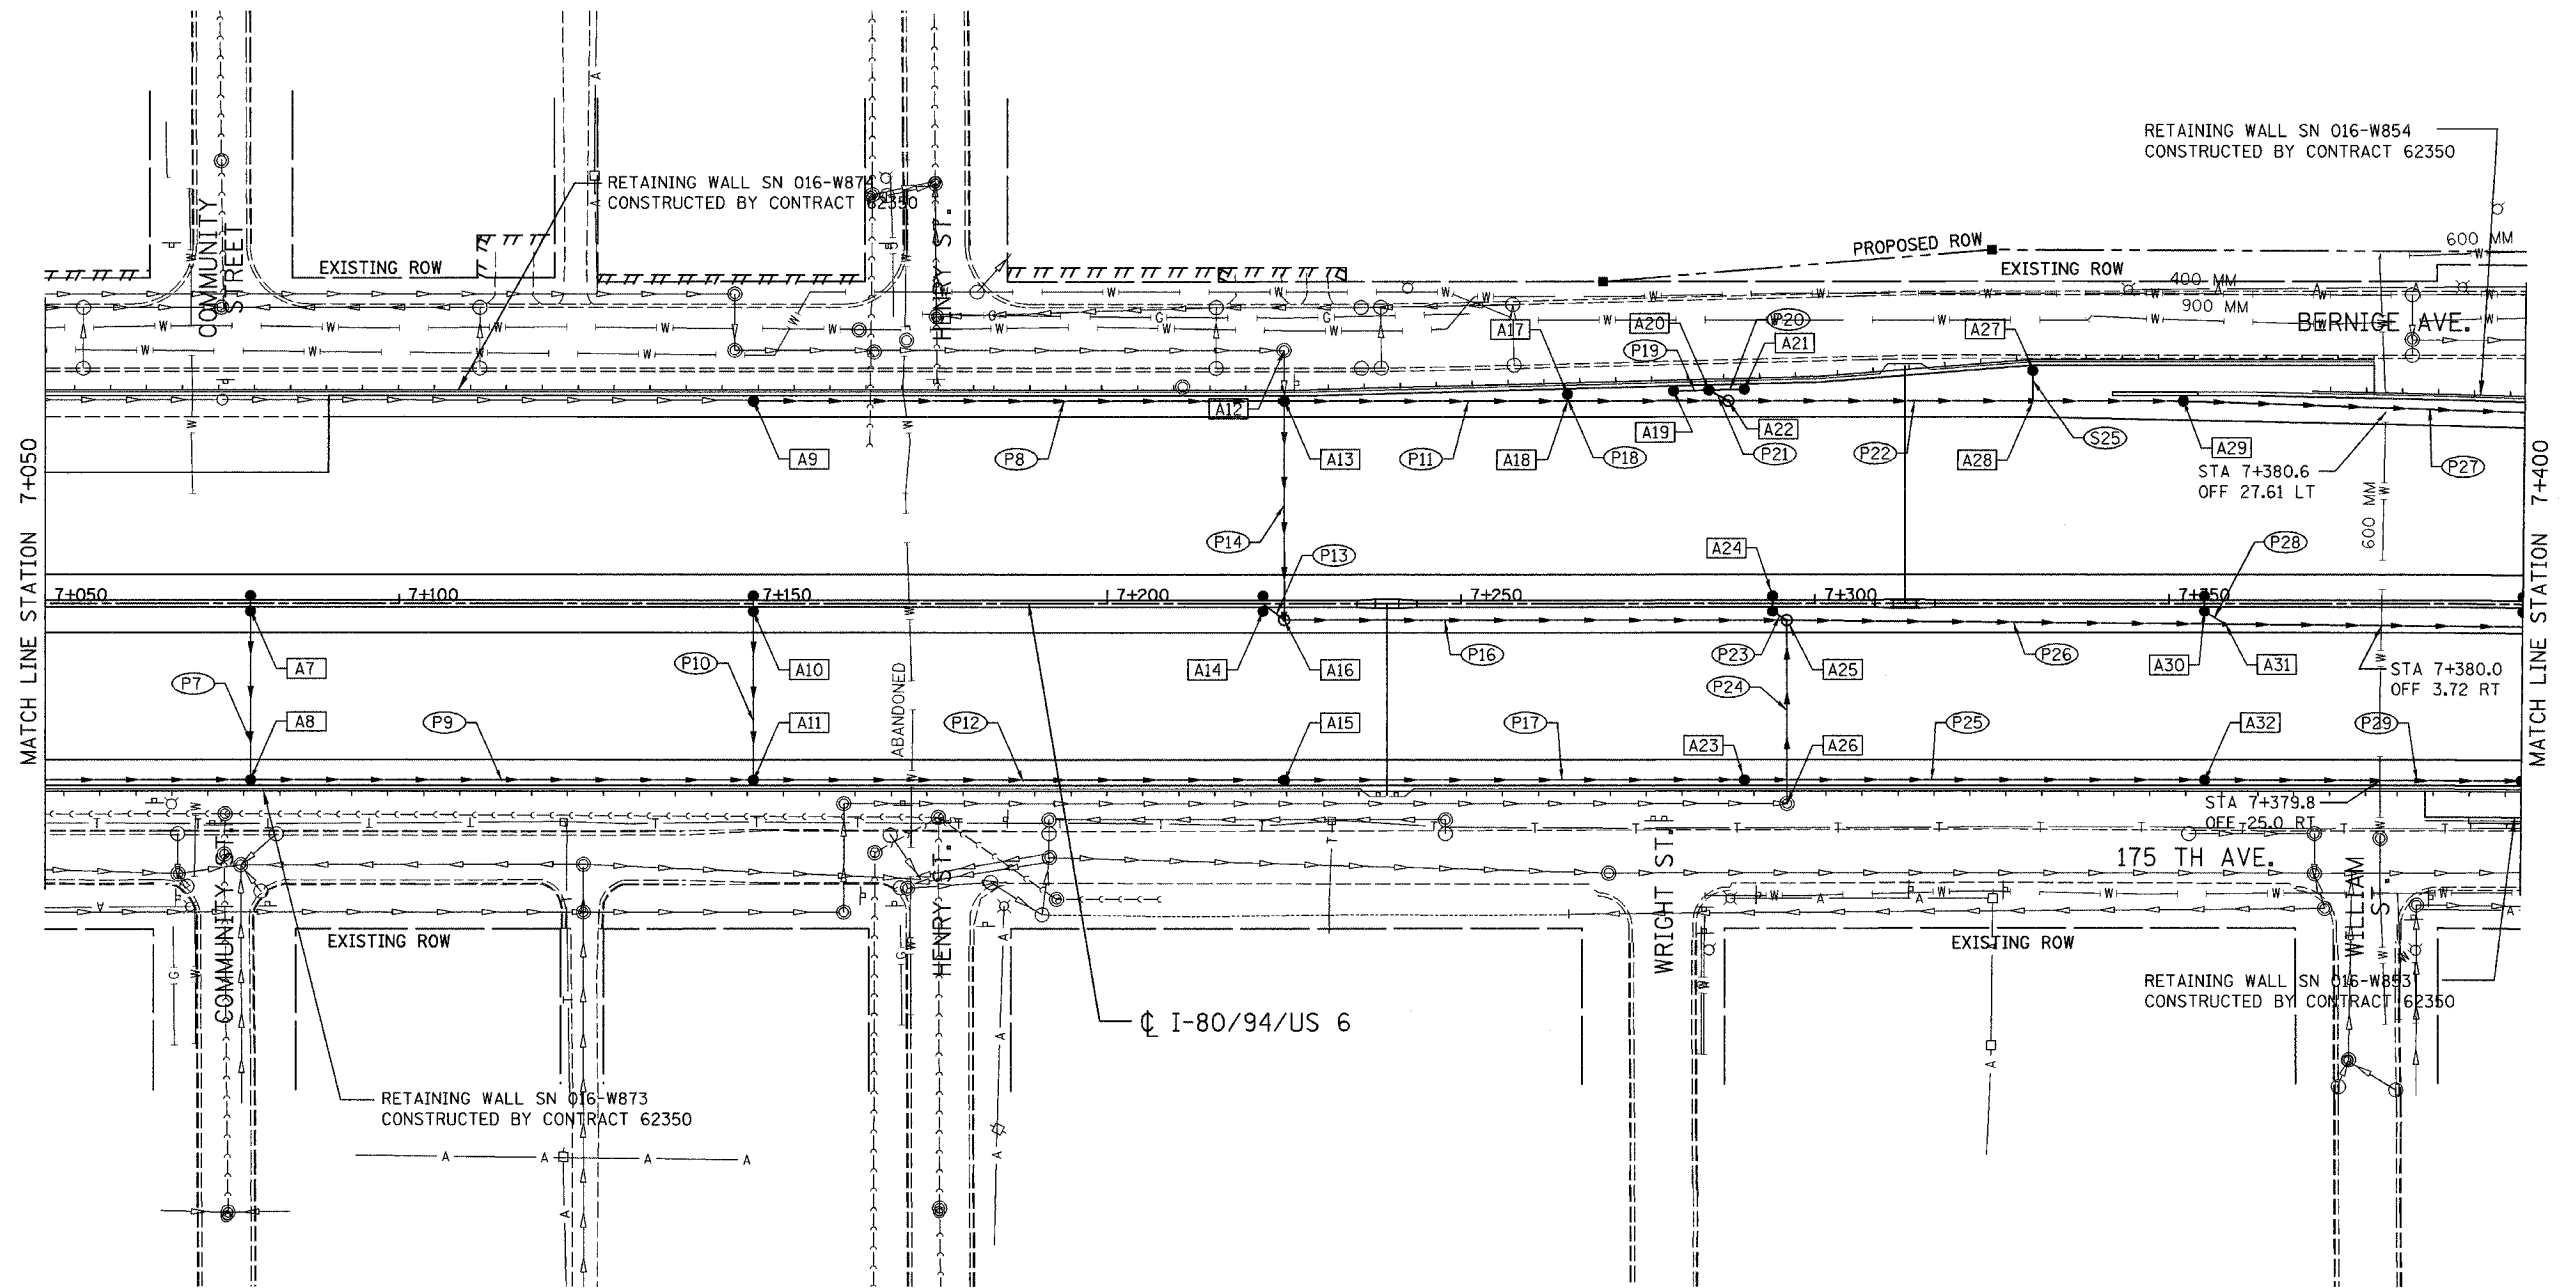 RETAINING WALL SN 016-W854
CONSTRUCTED BY CONTRACT 62350
RETAINING WALL SN 016-W874
CONSTRUCTED BY CONTRACT 62350
COMMUNITY
STREET
HENRY ST.
EXISTING ROW
PROPOSED ROW
EXISTING ROW
600 MM
400 MM
900 MM
BERNICE AVE.
A17
A20
P20
A27
P19
A21
A12
A19
A22
S25
A9
P8
A13
P11
A18
P18
P21
P22
A28
A29
P27
STA 7+380.6
OFF 27.61 LT
MATCH LINE STATION 7+050
MATCH LINE STATION 7+400
600 MM
P14
P13
A24
P28
7+050
7+100
7+150
7+200
7+250
7+300
7+350
P10
A7
A10
A14
A16
P16
P23
A25
P26
A30
A31
STA 7+380.0
OFF 3.72 RT
P7
P24
A8
P9
A11
ABANDONED
P12
A15
P17
A23
A26
P25
A32
P29
STA 7+379.8
OFF 25.0 RT
175 TH AVE.
COMMUNITY ST.
HENRY ST.
WRIGHT ST.
WILLIAM
ST.
EXISTING ROW
EXISTING ROW
RETAINING WALL SN 016-W853
CONSTRUCTED BY CONTRACT 62350
℄ I-80/94/US 6
RETAINING WALL SN 016-W873
CONSTRUCTED BY CONTRACT 62350
A A A A